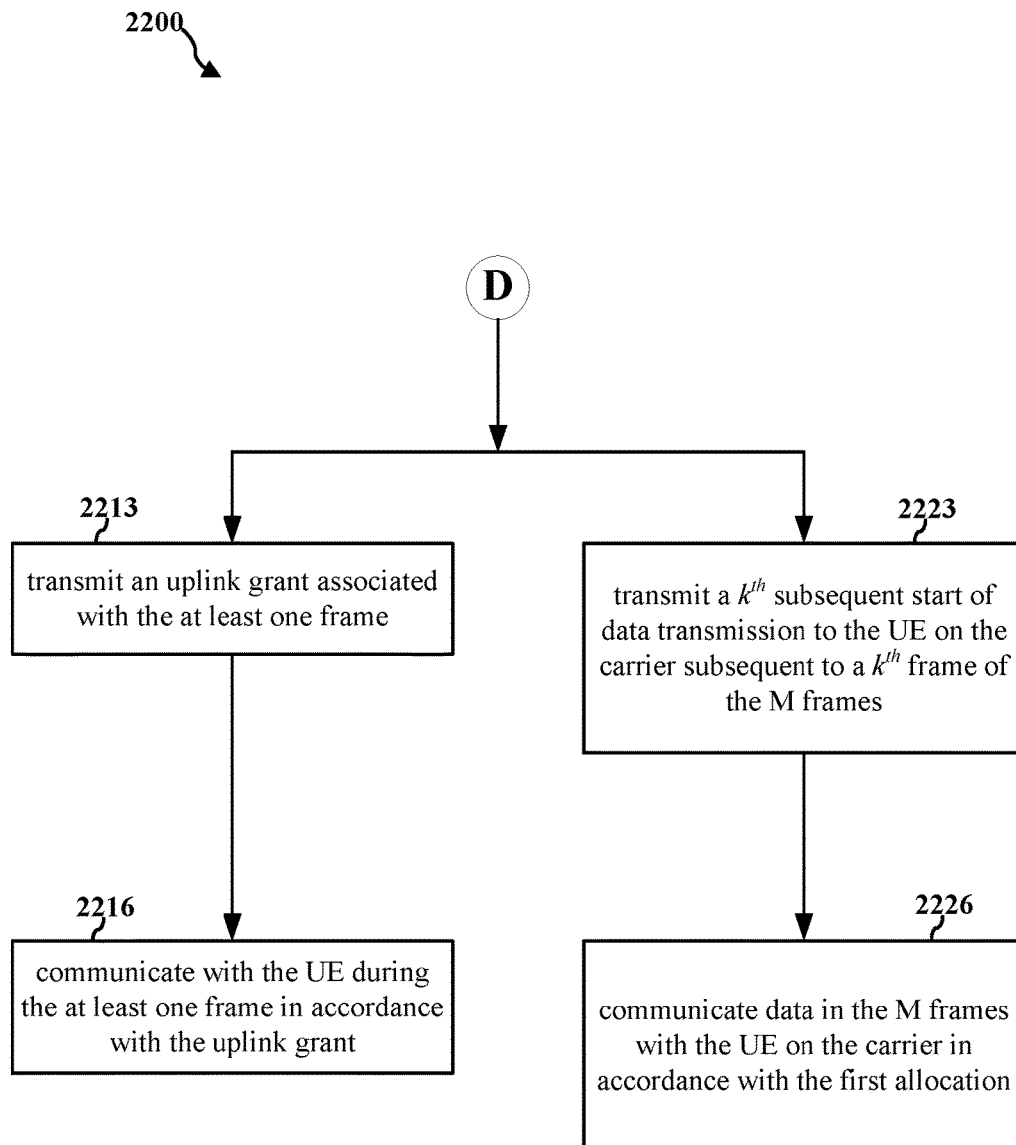 2200
D
2213
transmit an uplink grant associated
with the at least one frame
2223
transmit a kth subsequent start of
data transmission to the UE on the
carrier subsequent to a kth frame of
the M frames
2216
communicate with the UE during
the at least one frame in accordance
with the uplink grant
2226
communicate data in the M frames
with the UE on the carrier in
accordance with the first allocation